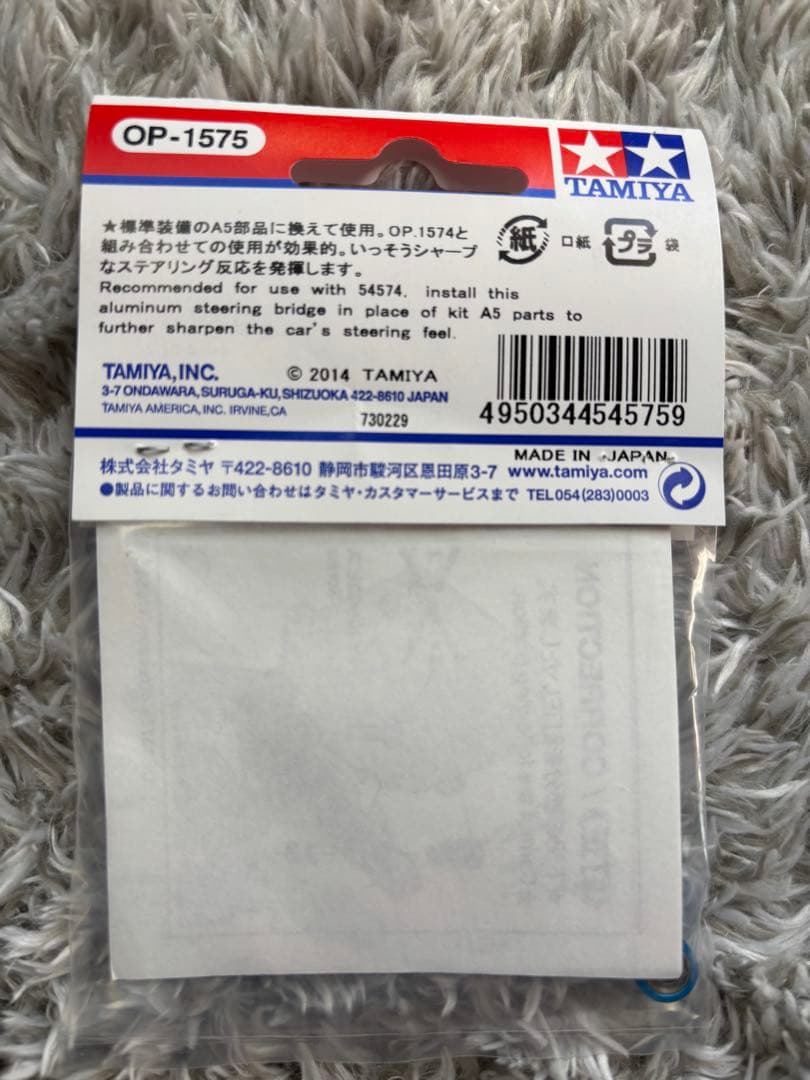 OP-1575
TAMIYA
★標準装備のA5部品に換えて使用。OP.1574と
組み合わせての使用が効果的。いっそうシャープ
なステアリング反応を発揮します。
紙 口紙 プラ 袋
Recommended for use with 54574, install this
aluminum steering bridge in place of kit A5 parts to
further sharpen the car's steering feel.
TAMIYA, INC. © 2014 TAMIYA
3-7 ONDAWARA, SURUGA-KU, SHIZUOKA 422-8610 JAPAN
TAMIYA AMERICA, INC. IRVINE, CA 730229
4950344545759
MADE IN JAPAN
株式会社タミヤ 〒422-8610 静岡市駿河区恩田原3-7 www.tamiya.com
●製品に関するお問い合わせはタミヤ・カスタマーサービスまで TEL054(283)0003
(訂正) / CORRECTION